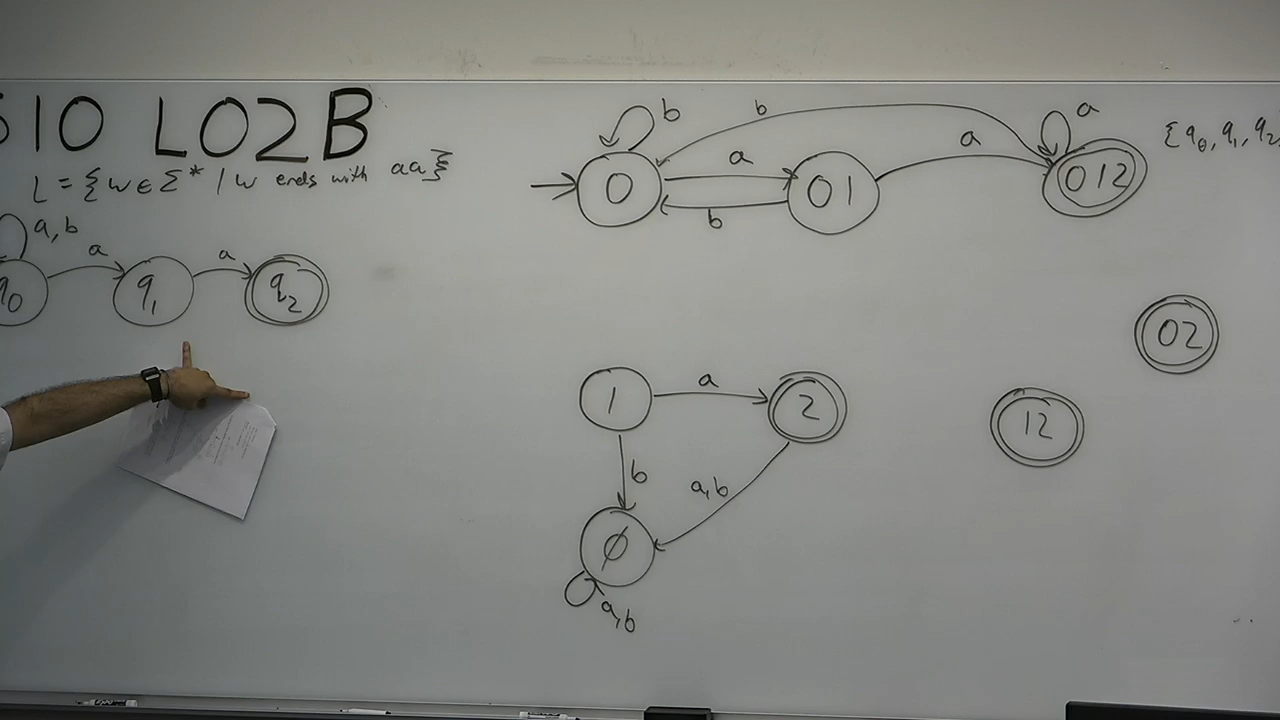 510 L02B
L = {w ∈ Σ* / w ends with aa}
a,b
q0
a
q1
a
q2
b
b
a
{q0, q1, q2
0
a
b
01
a
012
02
1
a
2
12
b
a,b
∅
a,b